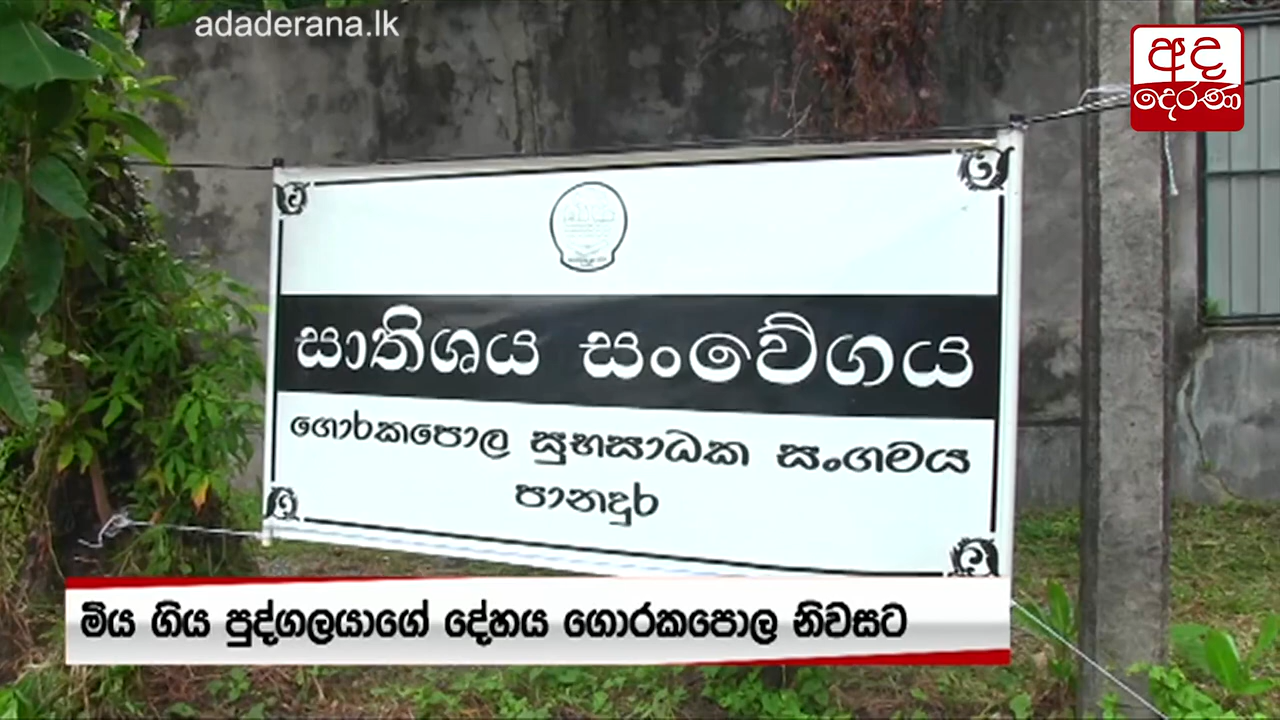 adaderana.lk
අද
දෙරණ
සාතිශය සංවේගය
ගොරකපොල සුභසාධක සංගමය
පානදුර
මිය ගිය පුද්ගලයාගේ දේහය ගොරකපොල නිවසට